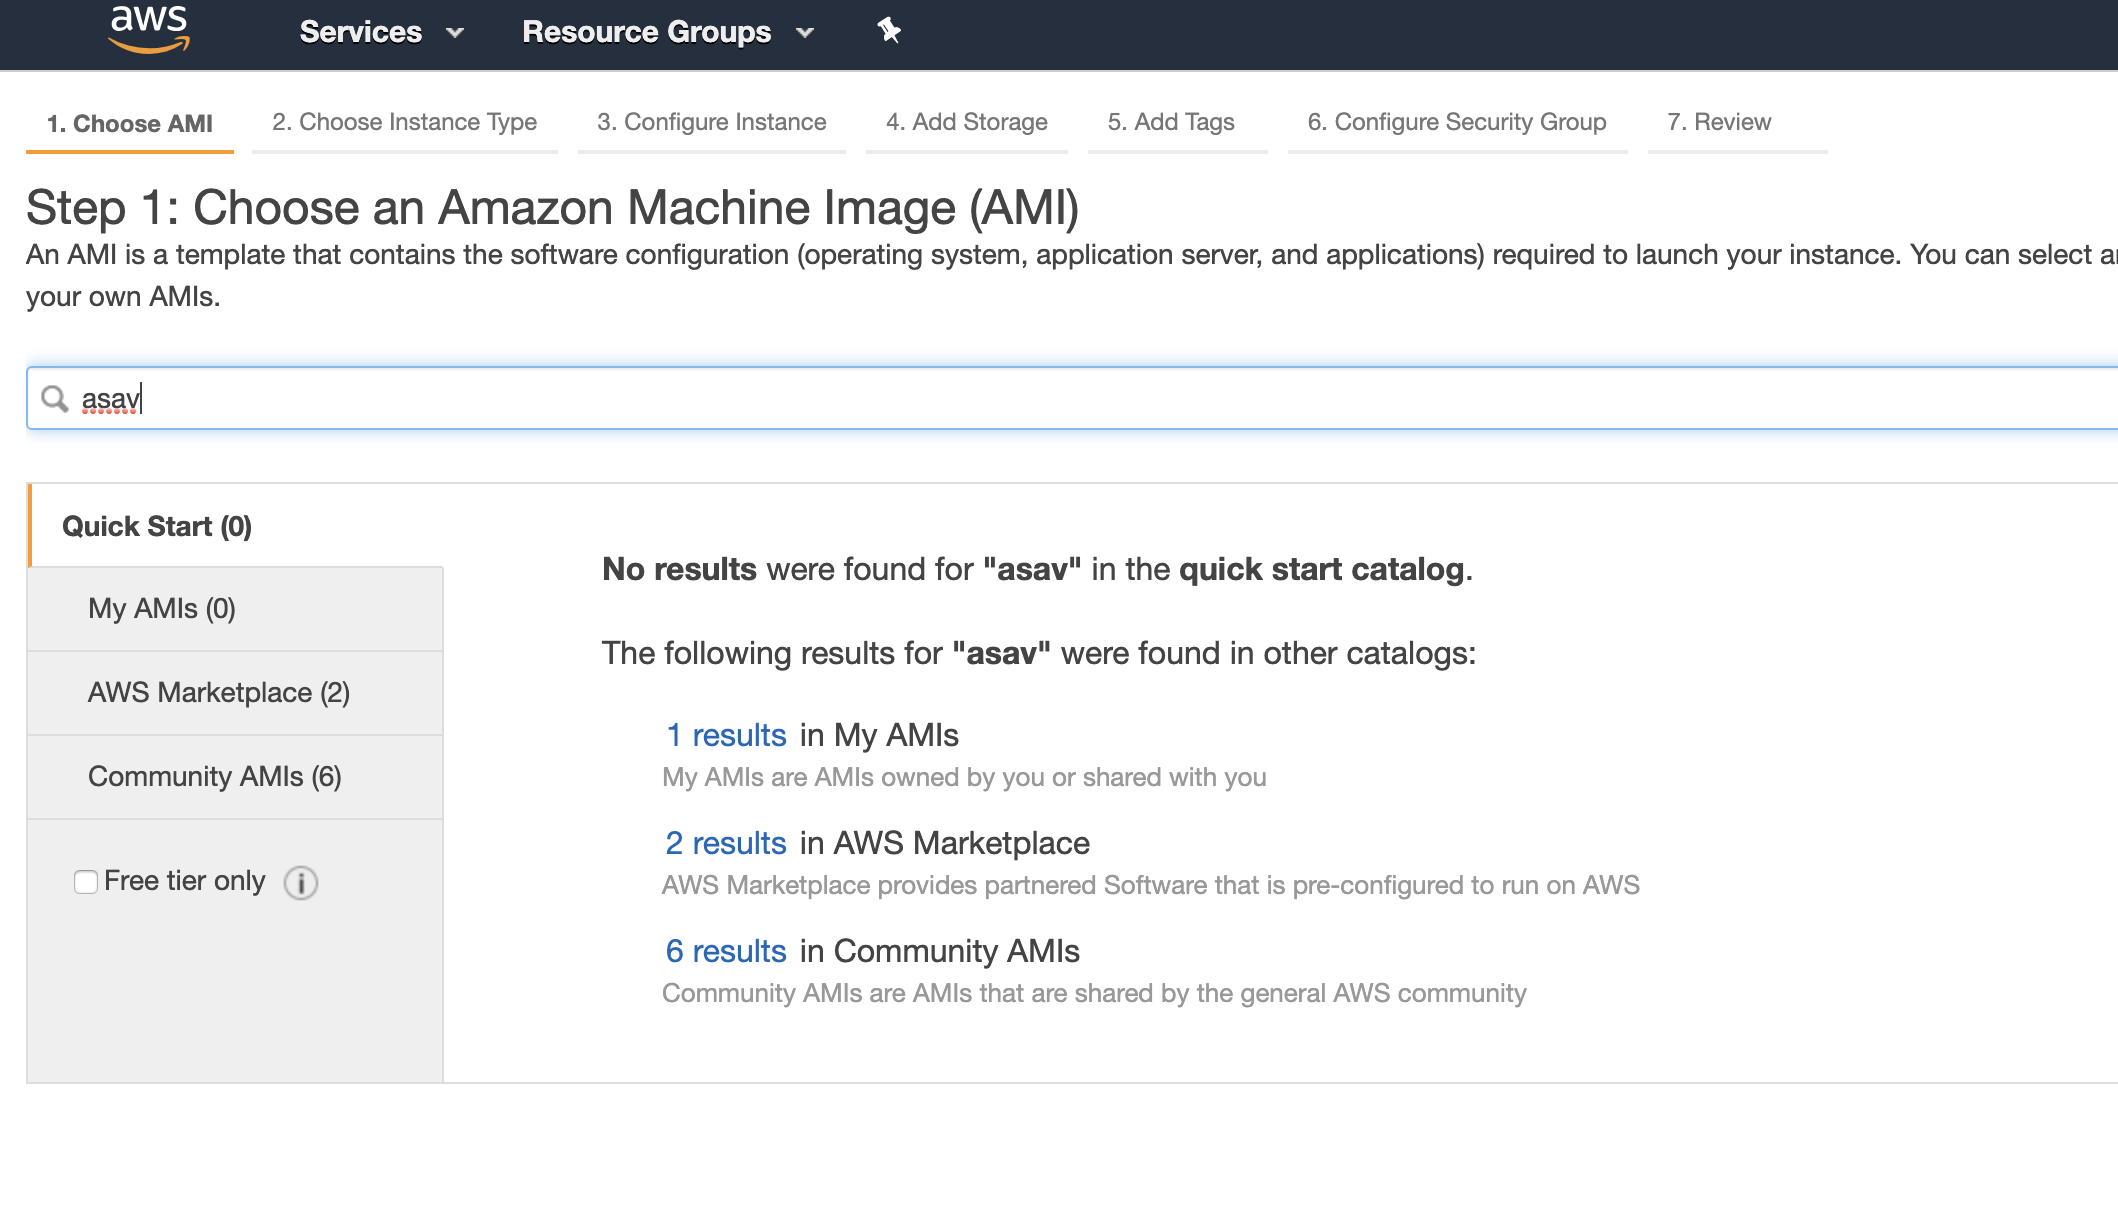 aws
Services
Resource Groups
1. Choose AMI
2. Choose Instance Type
3. Configure Instance
4. Add Storage
5. Add Tags
6. Configure Security Group
7. Review
Step 1: Choose an Amazon Machine Image (AMI)
An AMI is a template that contains the software configuration (operating system, application server, and applications) required to launch your instance. You can select
your own AMIs.
asav
Quick Start (0)
My AMIs (0)
AWS Marketplace (2)
Community AMIs (6)
Free tier only
No results were found for "asav" in the quick start catalog.
The following results for "asav" were found in other catalogs:
1 results in My AMIs
My AMIs are AMIs owned by you or shared with you
2 results in AWS Marketplace
AWS Marketplace provides partnered Software that is pre-configured to run on AWS
6 results in Community AMIs
Community AMIs are AMIs that are shared by the general AWS community